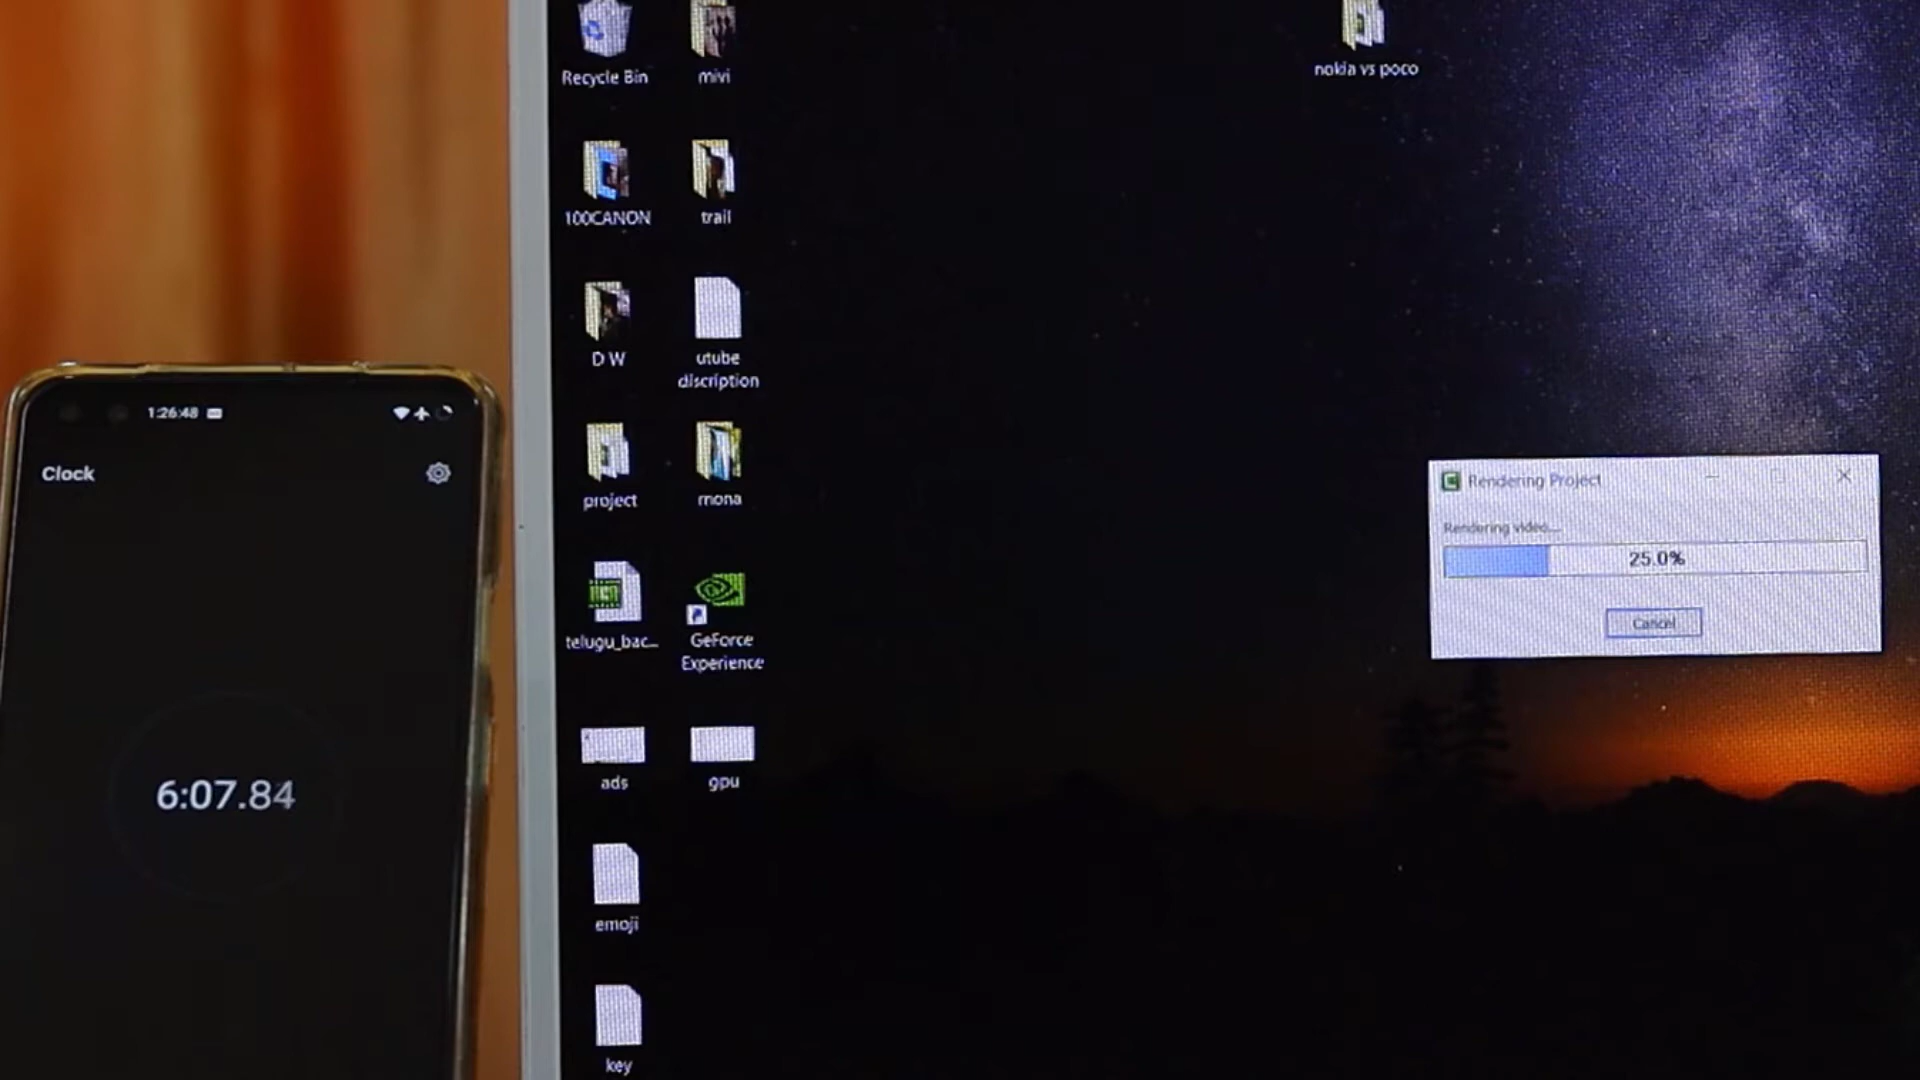 Recycle Bin
mivi
nokia vs poco
100CANON
trail
D W
utube
discription
project
mona
telugu_bac...
GeForce
Experience
ads
gpu
emoji
key
1:26:48
Clock
6:07.84
Rendering Project
Rendering video...
25.0%
Cancel